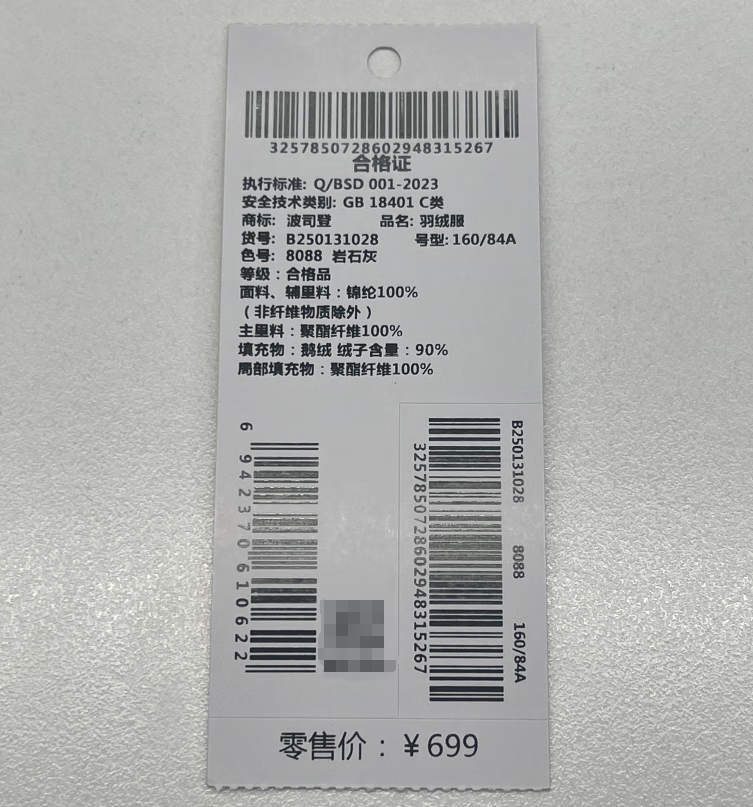 3257850728602948315267
合格证
执行标准: Q/BSD 001-2023
安全技术类别: GB 18401 C类
商标: 波司登 品名: 羽绒服
货号: B250131028 号型: 160/84A
色号: 8088 岩石灰
等级：合格品
面料、辅里料：锦纶100%
（非纤维物质除外）
主里料：聚酯纤维100%
填充物：鹅绒 绒子含量：90%
局部填充物：聚酯纤维100%
6 942370 610622
3257850728602948315267
B250131028 8088 160/84A
零售价：￥699